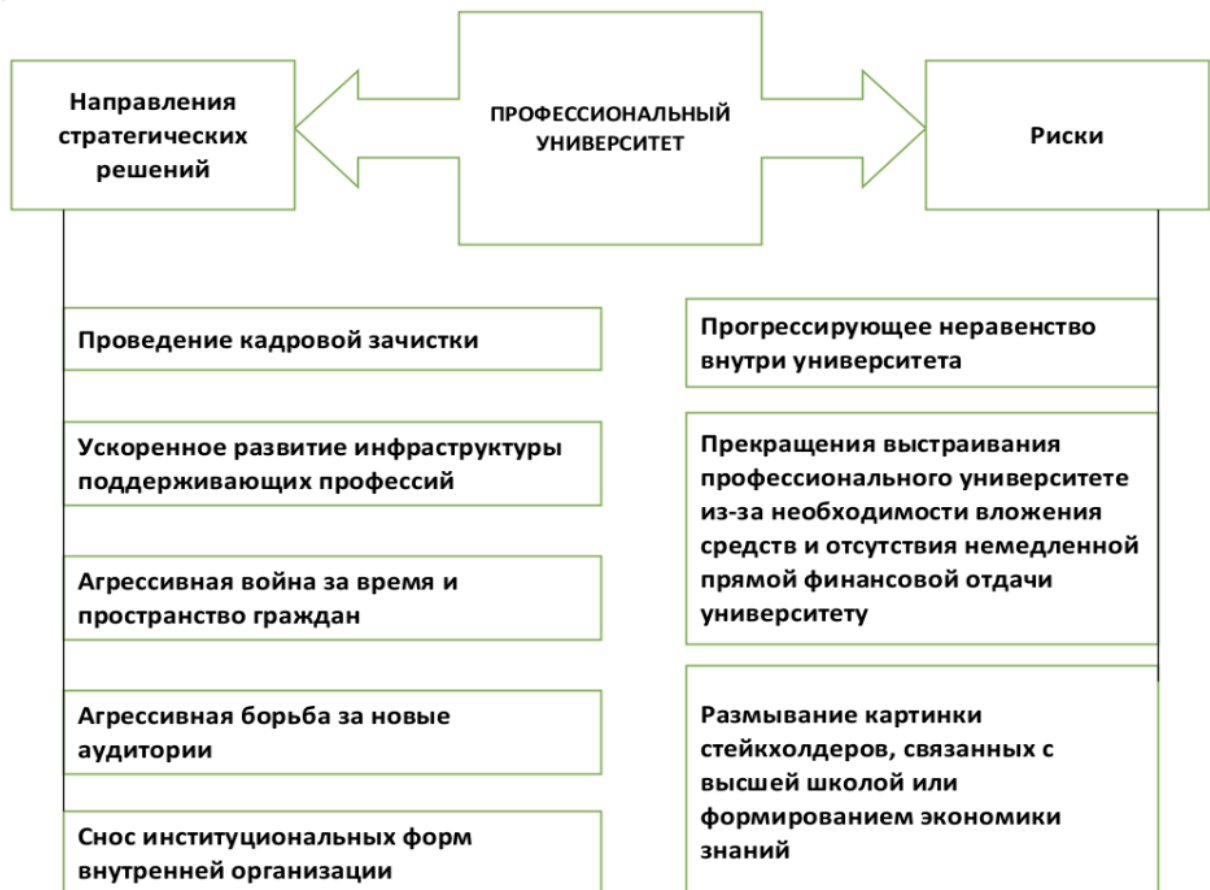 Направления
стратегических
решений
ПРОФЕССИОНАЛЬНЫЙ
УНИВЕРСИТЕТ
Риски
Проведение кадровой зачистки
Ускоренное развитие инфраструктуры
поддерживающих профессий
Агрессивная война за время и
пространство граждан
Агрессивная борьба за новые
аудитории
Снос институциональных форм
внутренней организации
Прогрессирующее неравенство
внутри университета
Прекращения выстраивания
профессионального университете
из-за необходимости вложения
средств и отсутствия немедленной
прямой финансовой отдачи
университету
Размывание картинки
стейкхолдеров, связанных с
высшей школой или
формированием экономики
знаний